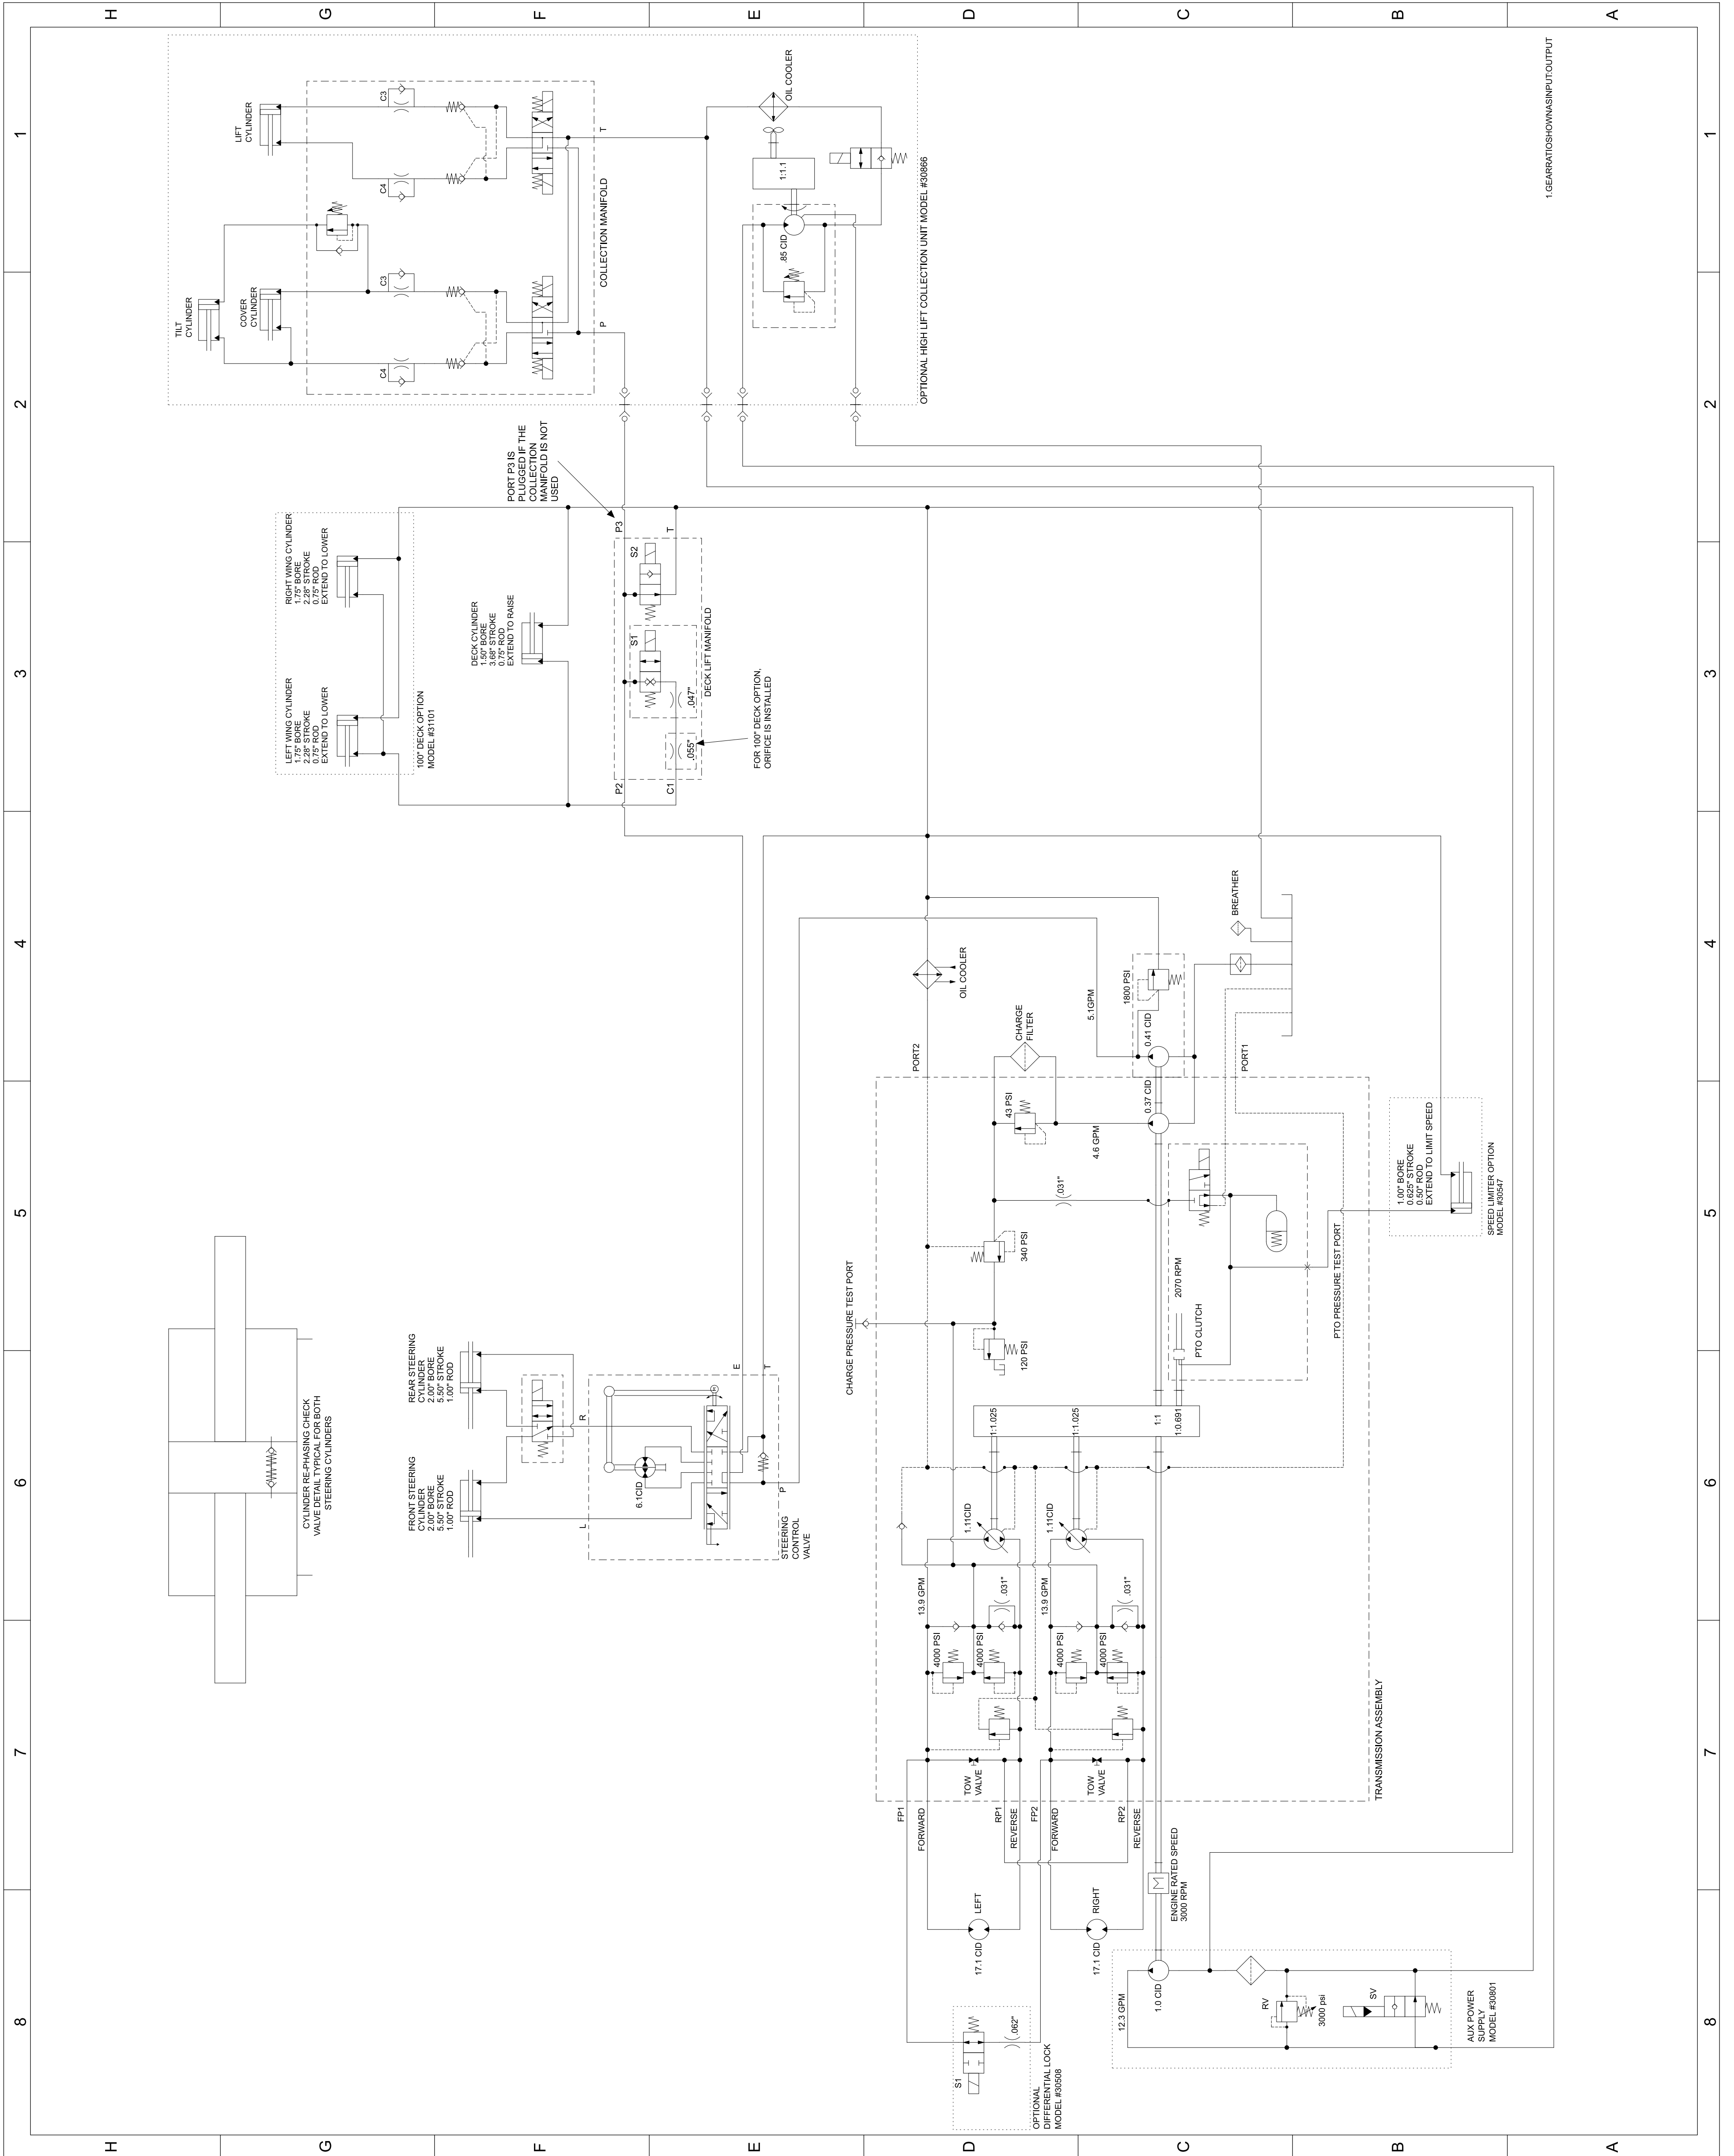 H
G
F
E
D
C
B
A
1
2
3
4
5
6
7
8
1
2
3
4
5
6
7
8
H
G
F
E
D
C
B
A
TILT
CYLINDER
COVER
CYLINDER
LIFT
CYLINDER
C4
C3
C4
C3
P
T
COLLECTION MANIFOLD
OIL COOLER
1:1.1
.85 CID
OPTIONAL HIGH LIFT COLLECTION UNIT MODEL #30866
1.GEARRATIOSHOWNASINPUT:OUTPUT
LEFT WING CYLINDER
1.75" BORE
2.28" STROKE
0.75" ROD
EXTEND TO LOWER
RIGHT WING CYLINDER
1.75" BORE
2.28" STROKE
0.75" ROD
EXTEND TO LOWER
100" DECK OPTION
MODEL #31101
DECK CYLINDER
1.50" BORE
3.68" STROKE
0.75" ROD
EXTEND TO RAISE
PORT P3 IS
PLUGGED IF THE
COLLECTION
MANIFOLD IS NOT
USED
P2
P3
S1
S2
C1
T
.055"
.047"
DECK LIFT MANIFOLD
FOR 100" DECK OPTION,
ORIFICE IS INSTALLED
CYLINDER RE-PHASING CHECK
VALVE DETAIL TYPICAL FOR BOTH
STEERING CYLINDERS
FRONT STEERING
CYLINDER
2.00" BORE
5.50" STROKE
1.00" ROD
REAR STEERING
CYLINDER
2.00" BORE
5.50" STROKE
1.00" ROD
L
R
6.1CID
E
T
P
STEERING
CONTROL
VALVE
CHARGE PRESSURE TEST PORT
PORT2
OIL COOLER
CHARGE
FILTER
43 PSI
340 PSI
120 PSI
4.6 GPM
5.1GPM
.031"
0.37 CID
0.41 CID
1800 PSI
BREATHER
PORT1
1:1.025
1:1.025
1:1
1:0.691
PTO CLUTCH
2070 RPM
PTO PRESSURE TEST PORT
1.00" BORE
0.625" STROKE
0.50" ROD
EXTEND TO LIMIT SPEED
SPEED LIMITER OPTION
MODEL #30547
1.11CID
1.11CID
13.9 GPM
13.9 GPM
4000 PSI
4000 PSI
4000 PSI
4000 PSI
.031"
.031"
TOW
VALVE
TOW
VALVE
TRANSMISSION ASSEMBLY
FP1
FORWARD
RP1
REVERSE
FP2
FORWARD
RP2
REVERSE
LEFT
17.1 CID
RIGHT
17.1 CID
M
ENGINE RATED SPEED
3000 RPM
S1
.062"
OPTIONAL
DIFFERENTIAL LOCK
MODEL #30508
12.3 GPM
1.0 CID
RV
3000 psi
SV
AUX POWER
SUPPLY
MODEL #30801